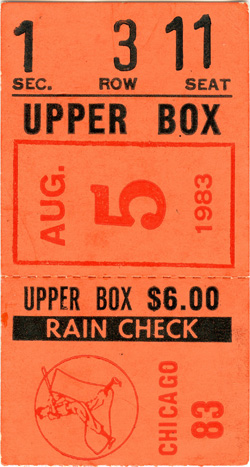 1 3 11
SEC. ROW SEAT
UPPER BOX
AUG. 5 1983
UPPER BOX $6.00
RAIN CHECK
CHICAGO 83